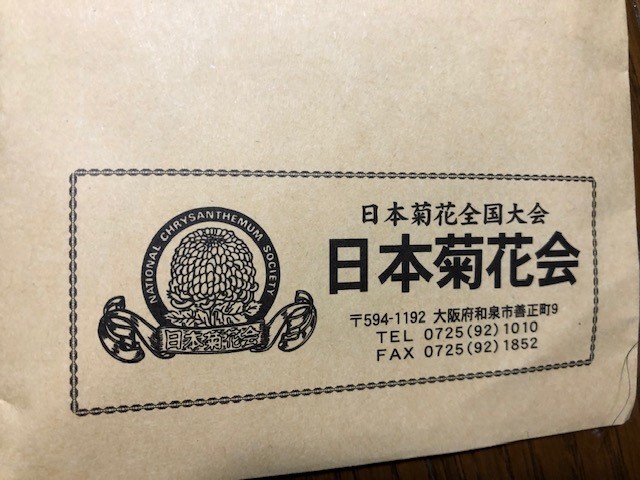 NATIONAL CHRYSANTHEMUM SOCIETY
日本菊花会
日本菊花全国大会
日本菊花会
〒594-1192 大阪府和泉市善正町9
TEL 0725(92)1010
FAX 0725(92)1852